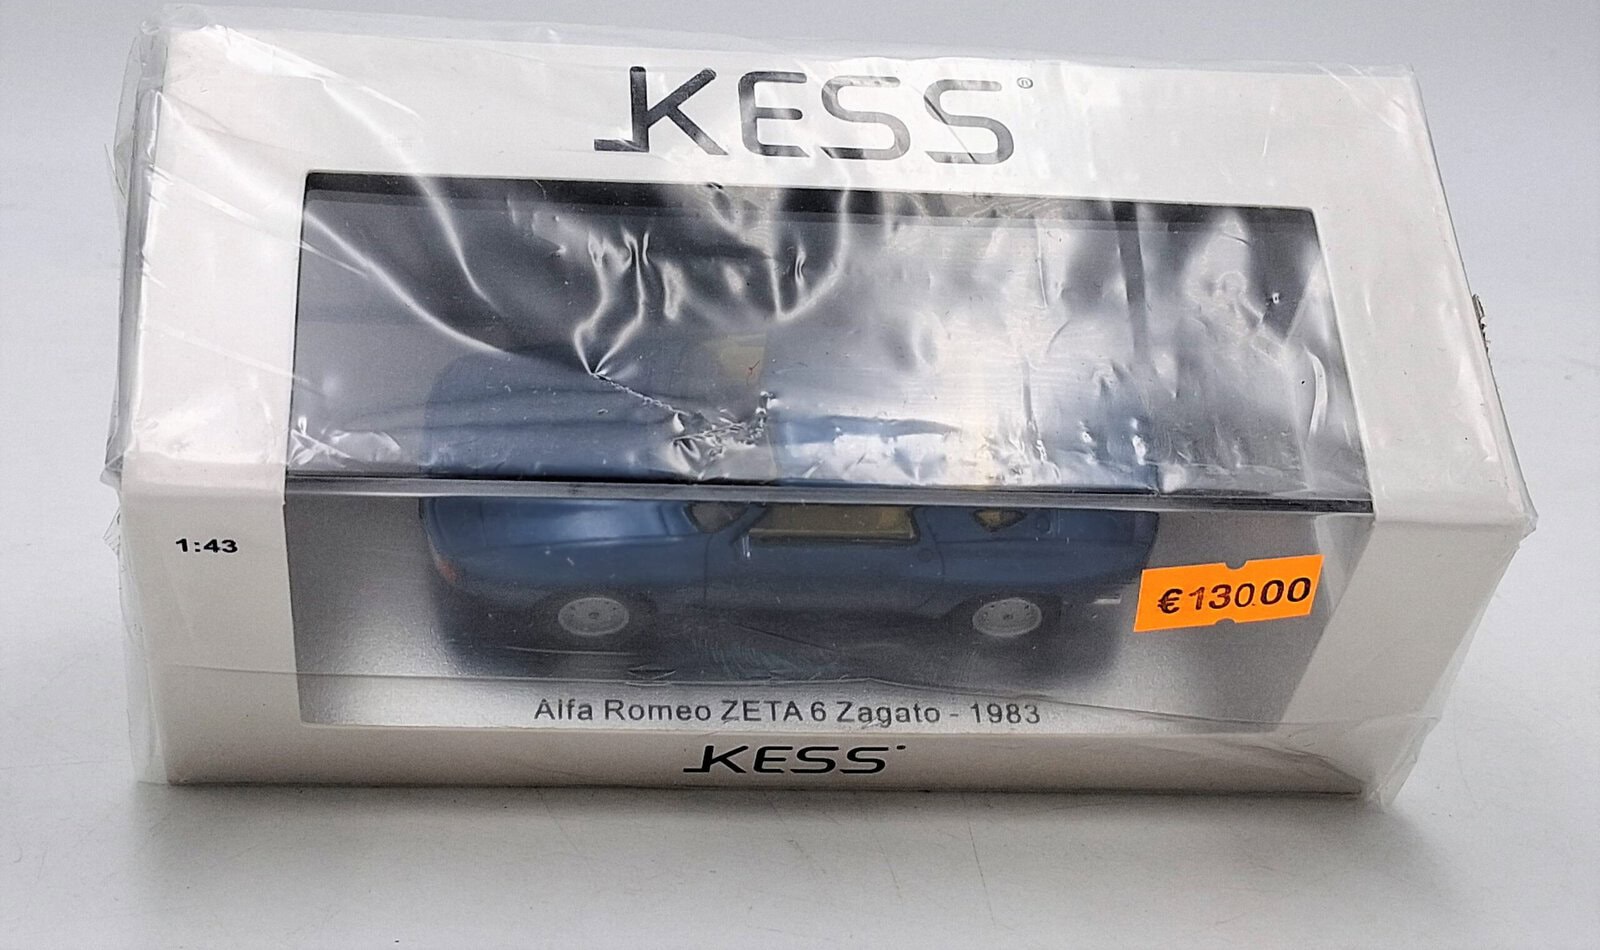 KESS®
1:43
€130.00
Alfa Romeo ZETA 6 Zagato - 1983
KESS